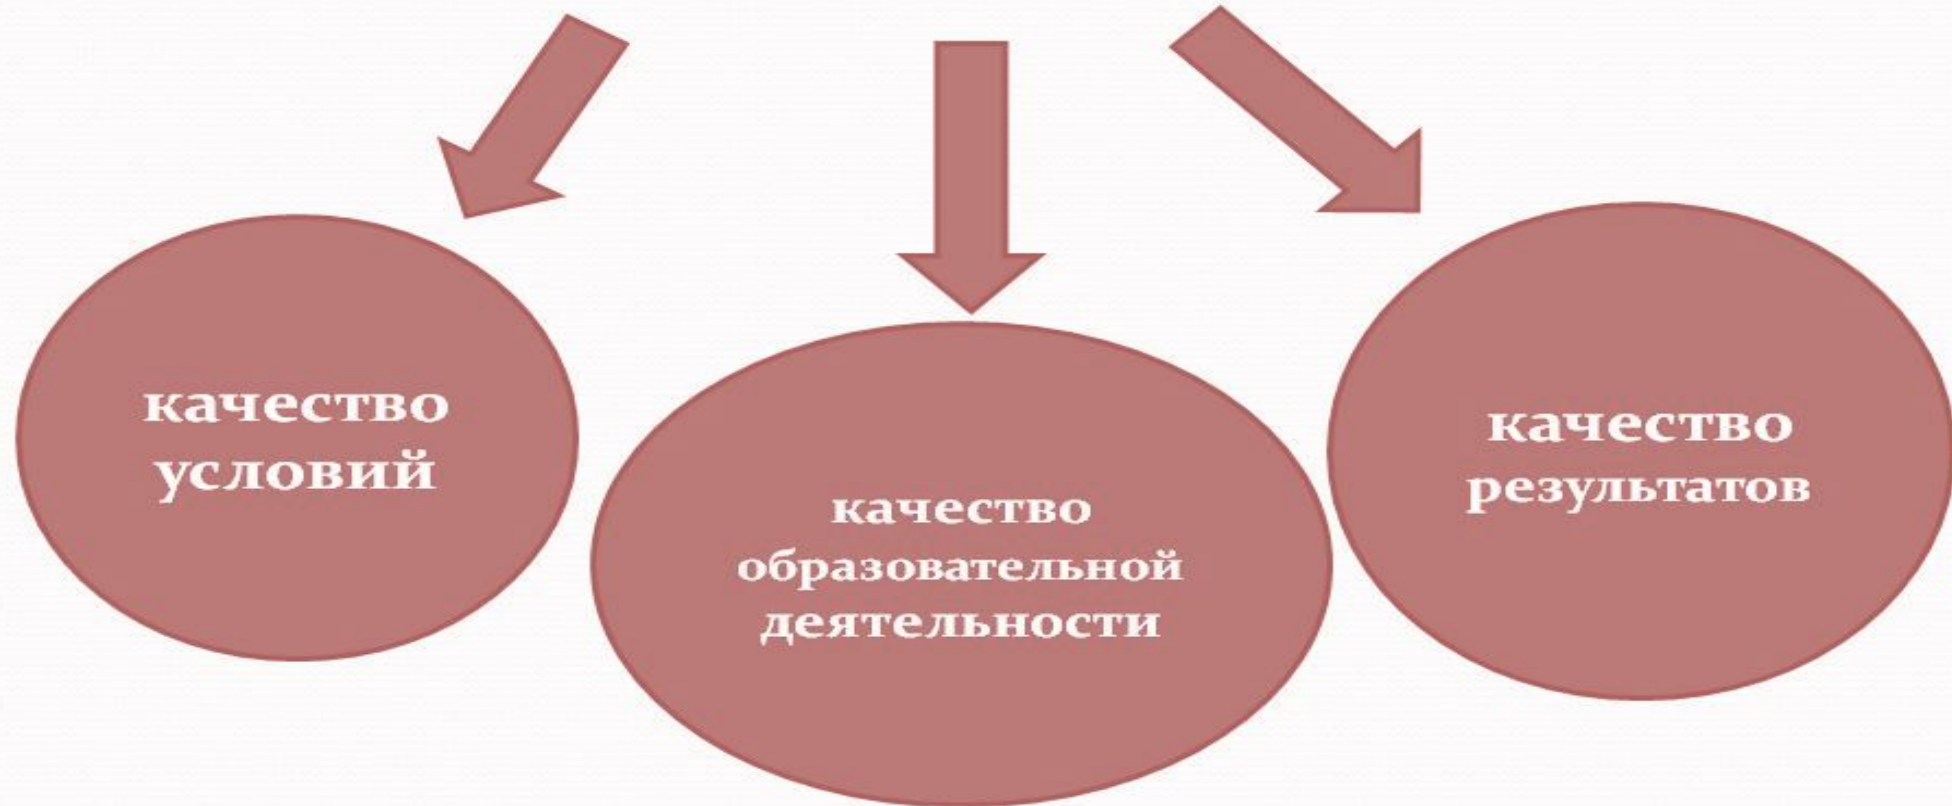 качество
условий
качество
образовательной
деятельности
качество
результатов